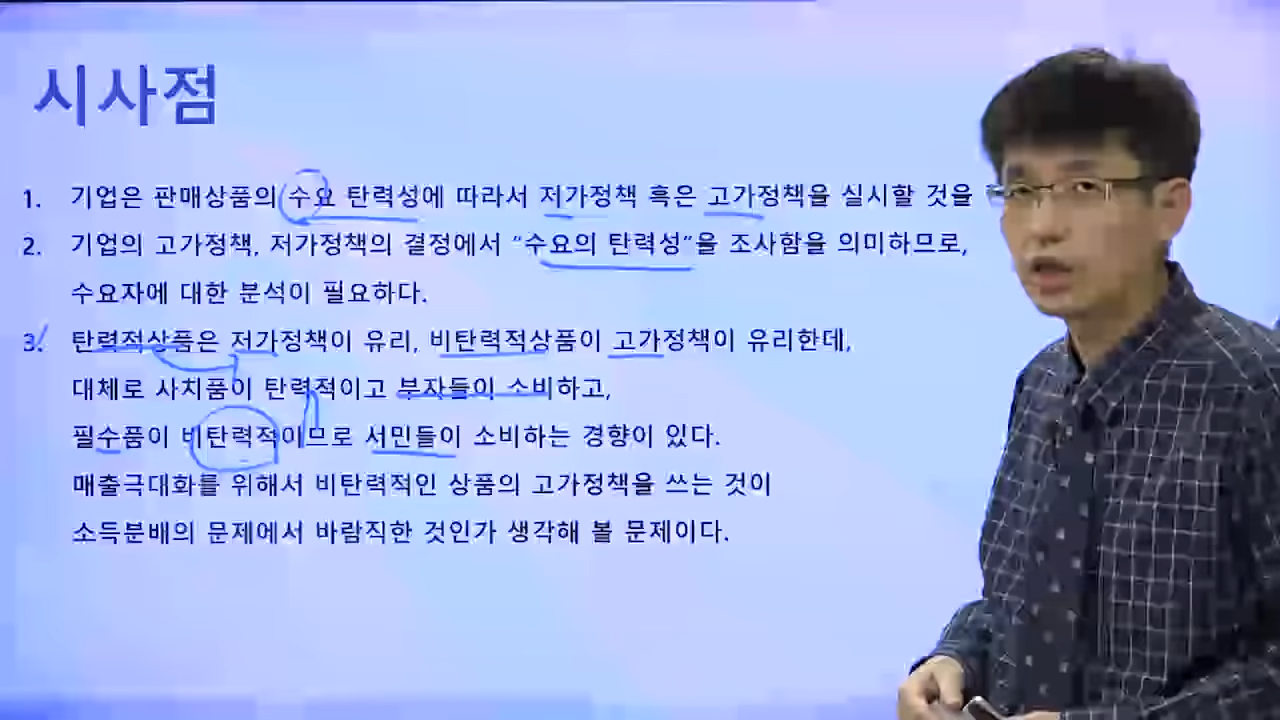 시사점
1. 기업은 판매상품의 수요 탄력성에 따라서 저가정책 혹은 고가정책을 실시할 것을
2. 기업의 고가정책, 저가정책의 결정에서 “수요의 탄력성”을 조사함을 의미하므로,
수요자에 대한 분석이 필요하다.
3. 탄력적상품은 저가정책이 유리, 비탄력적상품이 고가정책이 유리한데,
대체로 사치품이 탄력적이고 부자들이 소비하고,
필수품이 비탄력적이므로 서민들이 소비하는 경향이 있다.
매출극대화를 위해서 비탄력적인 상품의 고가정책을 쓰는 것이
소득분배의 문제에서 바람직한 것인가 생각해 볼 문제이다.